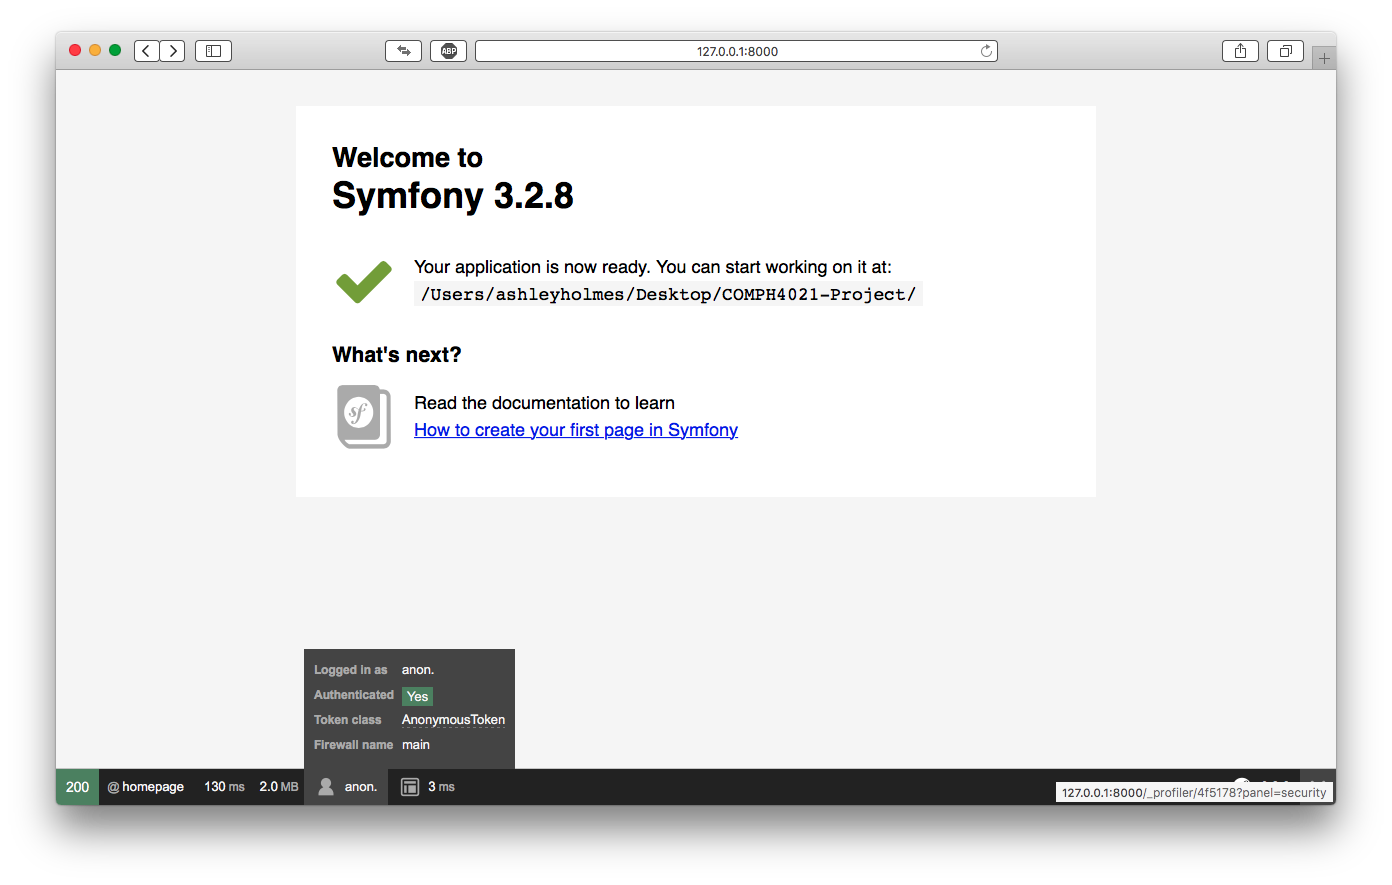 ABP
127.0.0.1:8000
Welcome to
Symfony 3.2.8
Your application is now ready. You can start working on it at:
/Users/ashleyholmes/Desktop/COMPH4021-Project/
What's next?
sf
Read the documentation to learn
How to create your first page in Symfony
Logged in as anon.
Authenticated Yes
Token class AnonymousToken
Firewall name main
200 @ homepage 130 ms 2.0 MB anon. 3 ms
127.0.0.1:8000/_profiler/4f5178?panel=security